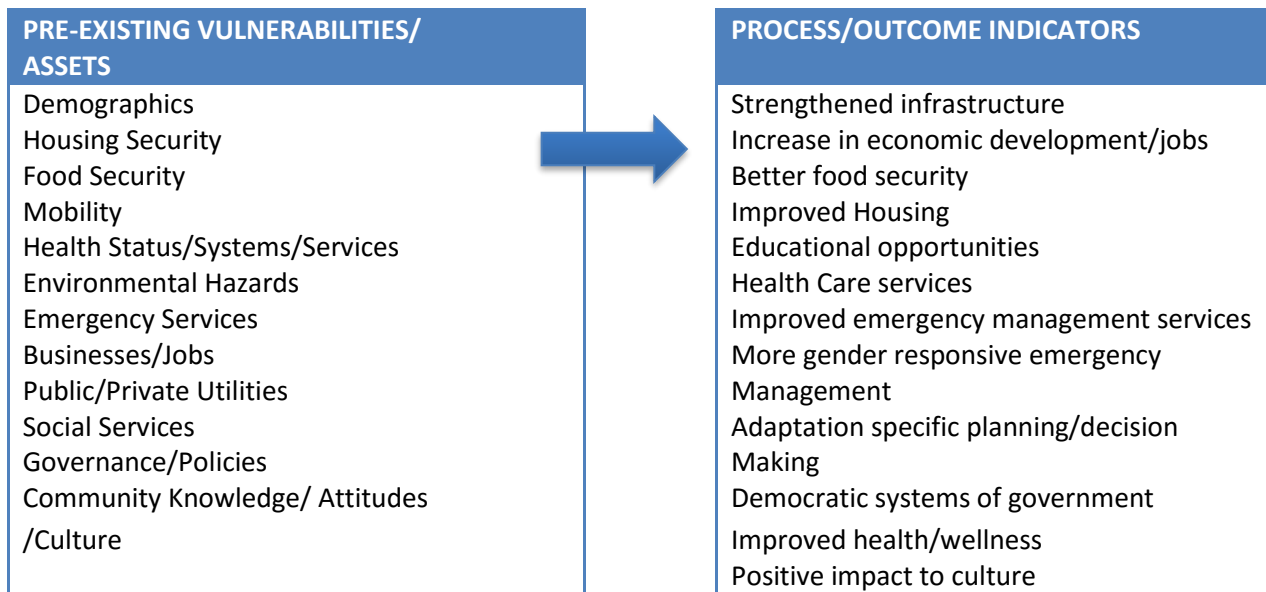 PRE-EXISTING VULNERABILITIES/
ASSETS
Demographics
Housing Security
Food Security
Mobility
Health Status/Systems/Services
Environmental Hazards
Emergency Services
Businesses/Jobs
Public/Private Utilities
Social Services
Governance/Policies
Community Knowledge/ Attitudes
/Culture
PROCESS/OUTCOME INDICATORS
Strengthened infrastructure
Increase in economic development/jobs
Better food security
Improved Housing
Educational opportunities
Health Care services
Improved emergency management services
More gender responsive emergency
Management
Adaptation specific planning/decision
Making
Democratic systems of government
Improved health/wellness
Positive impact to culture